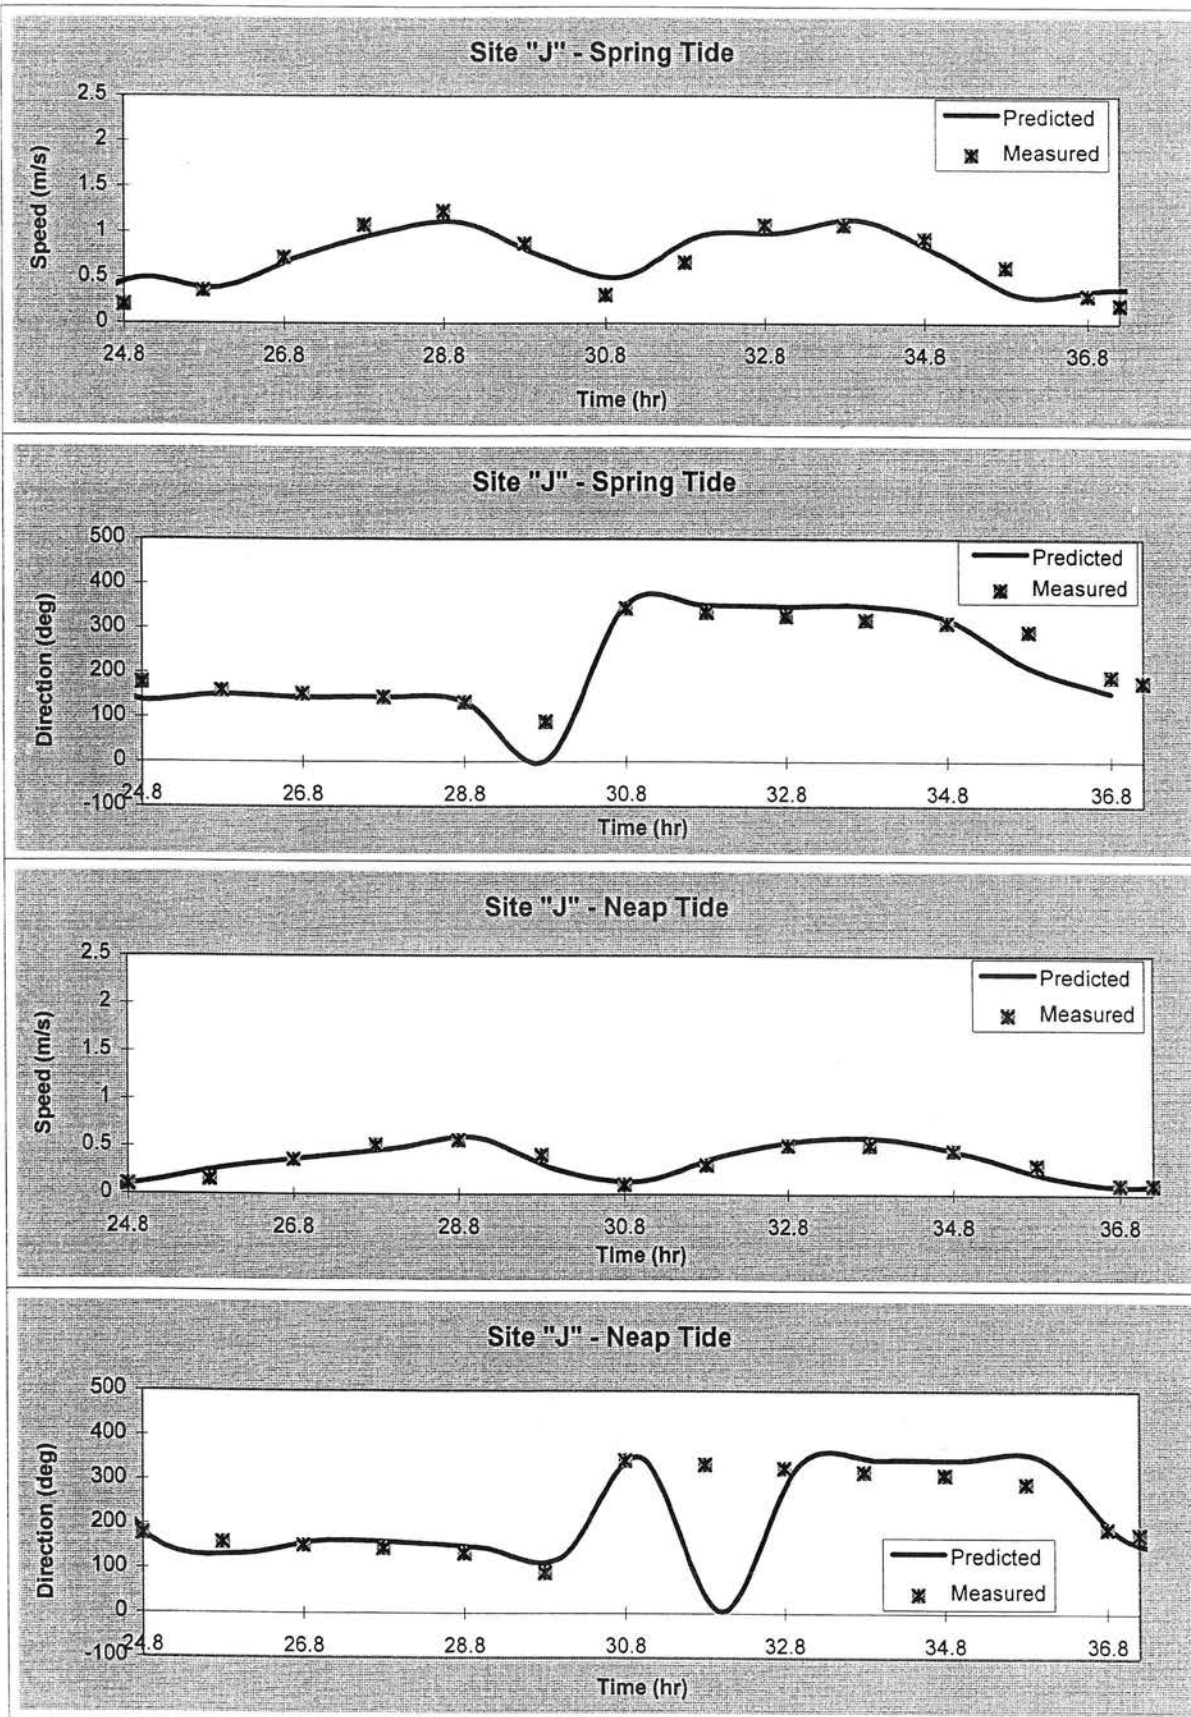 Site "J" - Spring Tide
2.5
2
1.5
1
0.5
0
Speed (m/s)
Predicted
Measured
24.8 26.8 28.8 30.8 32.8 34.8 36.8
Time (hr)
Site "J" - Spring Tide
500
400
300
200
100
0
-100
Direction (deg)
Predicted
Measured
24.8 26.8 28.8 30.8 32.8 34.8 36.8
Time (hr)
Site "J" - Neap Tide
2.5
2
1.5
1
0.5
0
Speed (m/s)
Predicted
Measured
24.8 26.8 28.8 30.8 32.8 34.8 36.8
Time (hr)
Site "J" - Neap Tide
500
400
300
200
100
0
-100
Direction (deg)
Predicted
Measured
24.8 26.8 28.8 30.8 32.8 34.8 36.8
Time (hr)